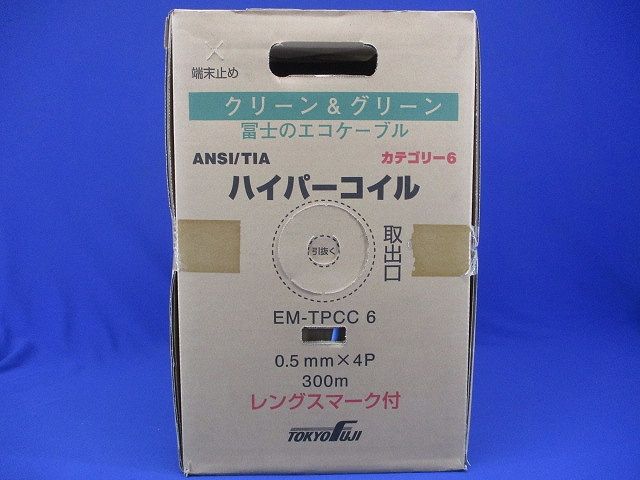 端末止め
クリーン＆グリーン
冨士のエコケーブル
ANSI/TIA カテゴリー6
ハイパーコイル
引抜く
取出口
EM-TPCC 6
0.5mm×4P
300m
レングスマーク付
TOKYO FUJI